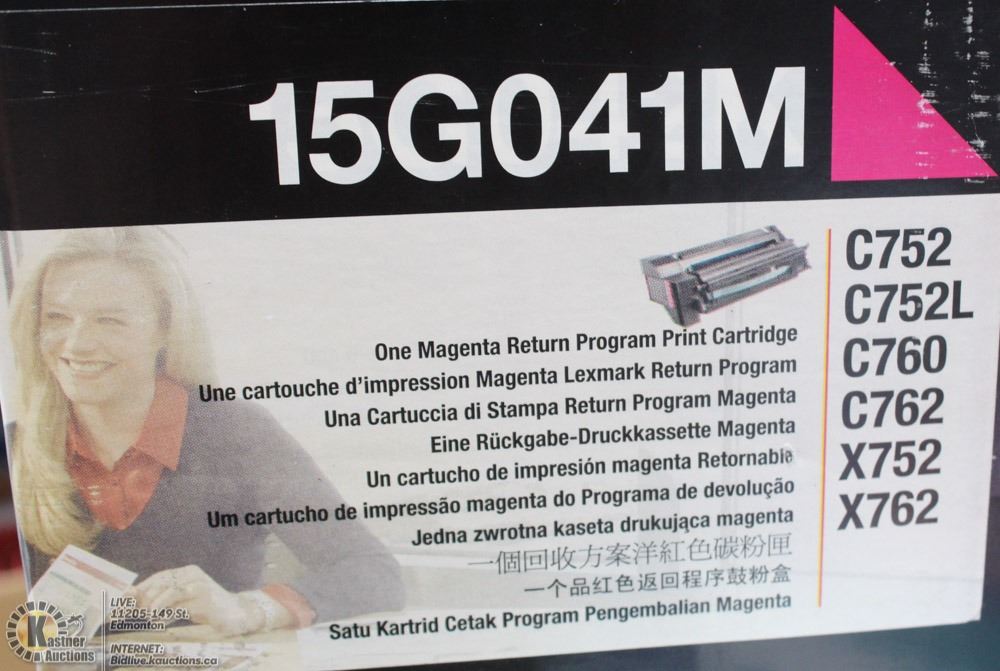 15G041M
C752
C752L
C760
C762
X752
X762
One Magenta Return Program Print Cartridge
Une cartouche d'impression Magenta Lexmark Return Program
Una Cartuccia di Stampa Return Program Magenta
Eine Rückgabe-Druckkassette Magenta
Un cartucho de impresión magenta Retornable
Um cartucho de impressão magenta do Programa de devolução
Jedna zwrotna kaseta drukująca magenta
一個回收方案洋紅色碳粉匣
一个品红色返回程序鼓粉盒
Satu Kartrid Cetak Program Pengembalian Magenta
Kastner
Auctions
LIVE:
11205-149 St.
Edmonton
INTERNET:
Bidlive.kauctions.ca